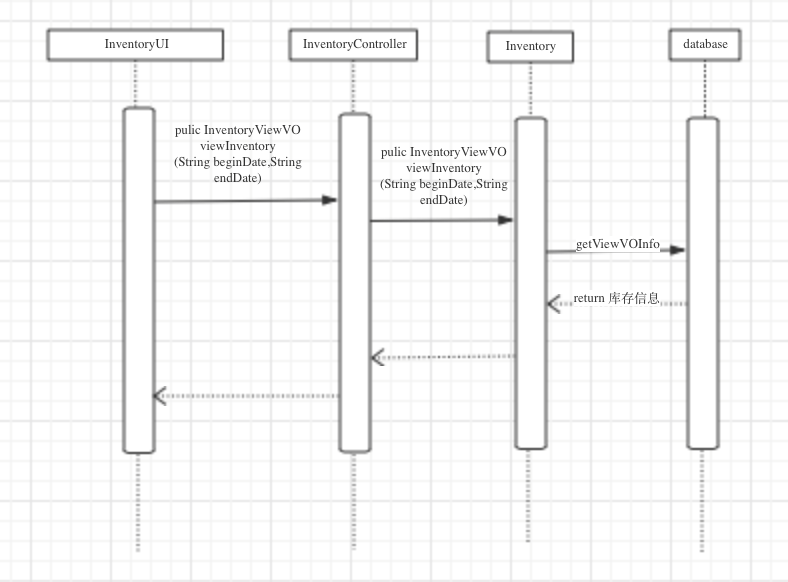 InventoryUI
InventoryController
Inventory
database
pulic InventoryViewVO
viewInventory
(String beginDate,String
endDate)
pulic InventoryViewVO
viewInventory
(String beginDate,String
endDate)
getViewVOInfo
return 库存信息